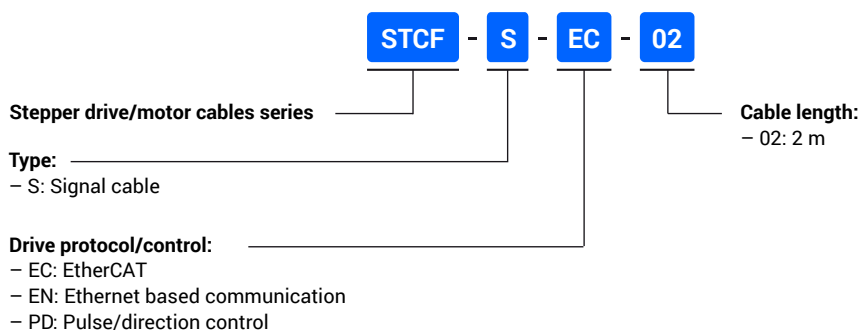 STCF - S - EC - 02
Stepper drive/motor cables series
Cable length:
– 02: 2 m
Type:
– S: Signal cable
Drive protocol/control:
– EC: EtherCAT
– EN: Ethernet based communication
– PD: Pulse/direction control